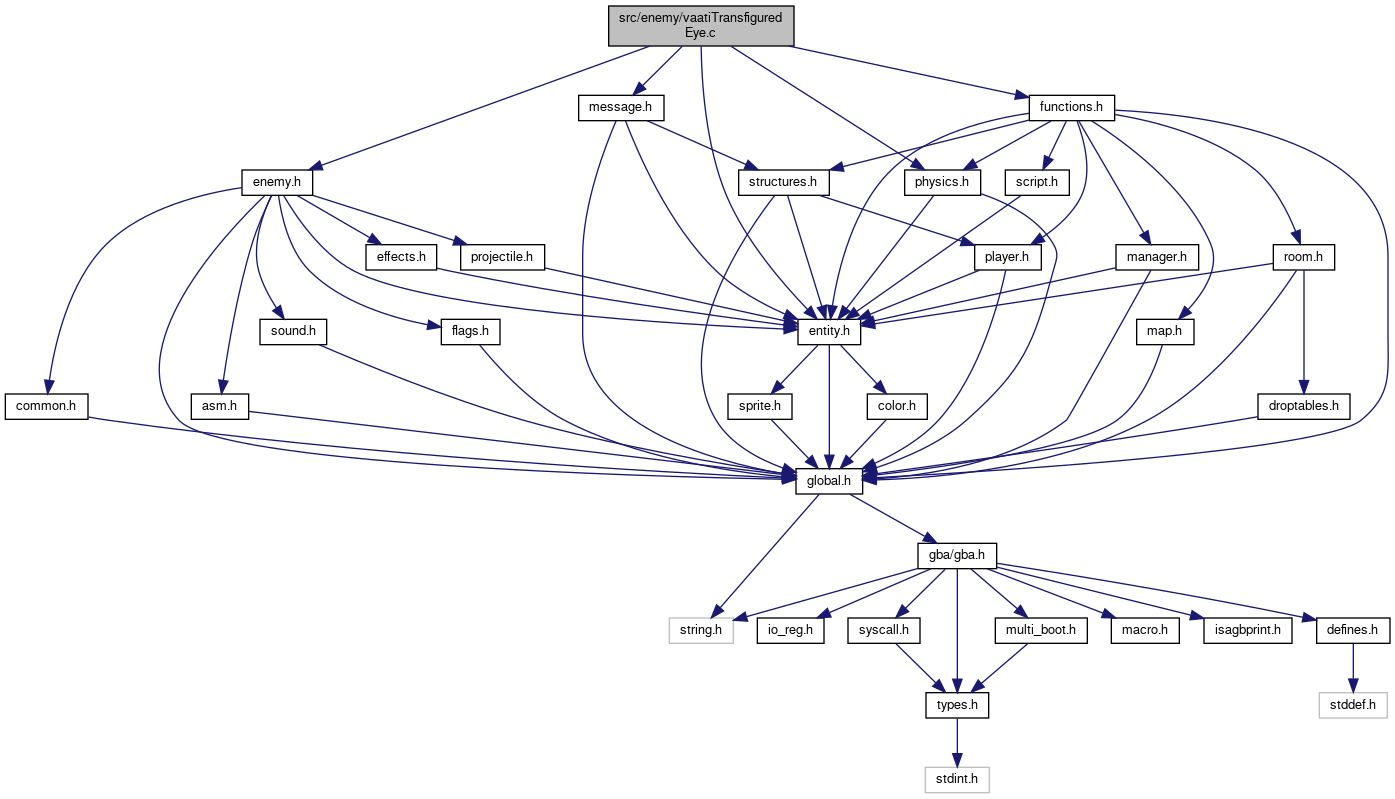 src/enemy/vaatiTransfigured
Eye.c
message.h
functions.h
enemy.h
structures.h
physics.h
script.h
effects.h
projectile.h
player.h
manager.h
room.h
sound.h
flags.h
entity.h
map.h
common.h
asm.h
sprite.h
color.h
droptables.h
global.h
gba/gba.h
string.h
io_reg.h
syscall.h
multi_boot.h
macro.h
isagbprint.h
defines.h
types.h
stddef.h
stdint.h